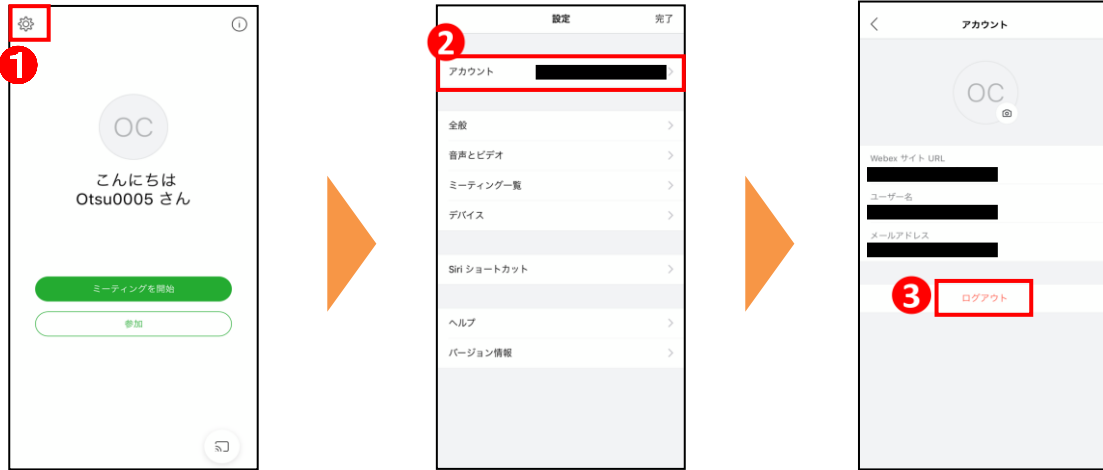 ❶
OC
こんにちは
Otsu0005 さん
ミーティングを開始
参加
設定
完了
❷
アカウント
全般
音声とビデオ
ミーティング一覧
デバイス
Siri ショートカット
ヘルプ
バージョン情報
アカウント
OC
Webex サイト URL
ユーザー名
メールアドレス
❸
ログアウト